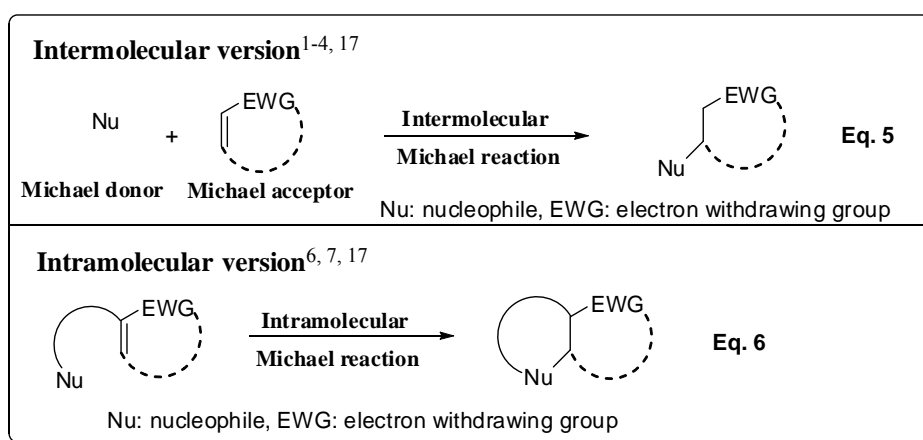 Intermolecular version1-4, 17
Nu
+
EWG
Intermolecular
Michael reaction
EWG
Nu
Eq. 5
Michael donor
Michael acceptor
Nu: nucleophile, EWG: electron withdrawing group
Intramolecular version6, 7, 17
EWG
Nu
Intramolecular
Michael reaction
EWG
Nu
Eq. 6
Nu: nucleophile, EWG: electron withdrawing group